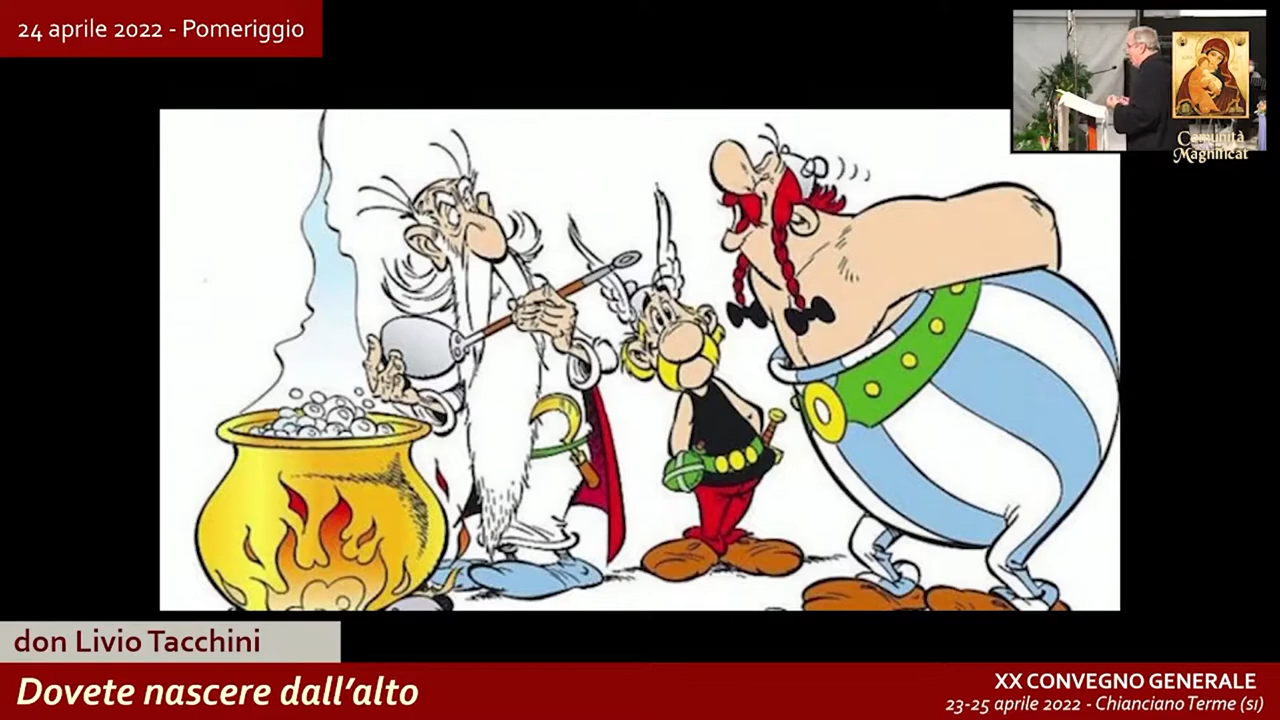 24 aprile 2022 - Pomeriggio
Comunità
Magnificat
don Livio Tacchini
Dovete nascere dall'alto
XX CONVEGNO GENERALE
23-25 aprile 2022 - Chianciano Terme (SI)